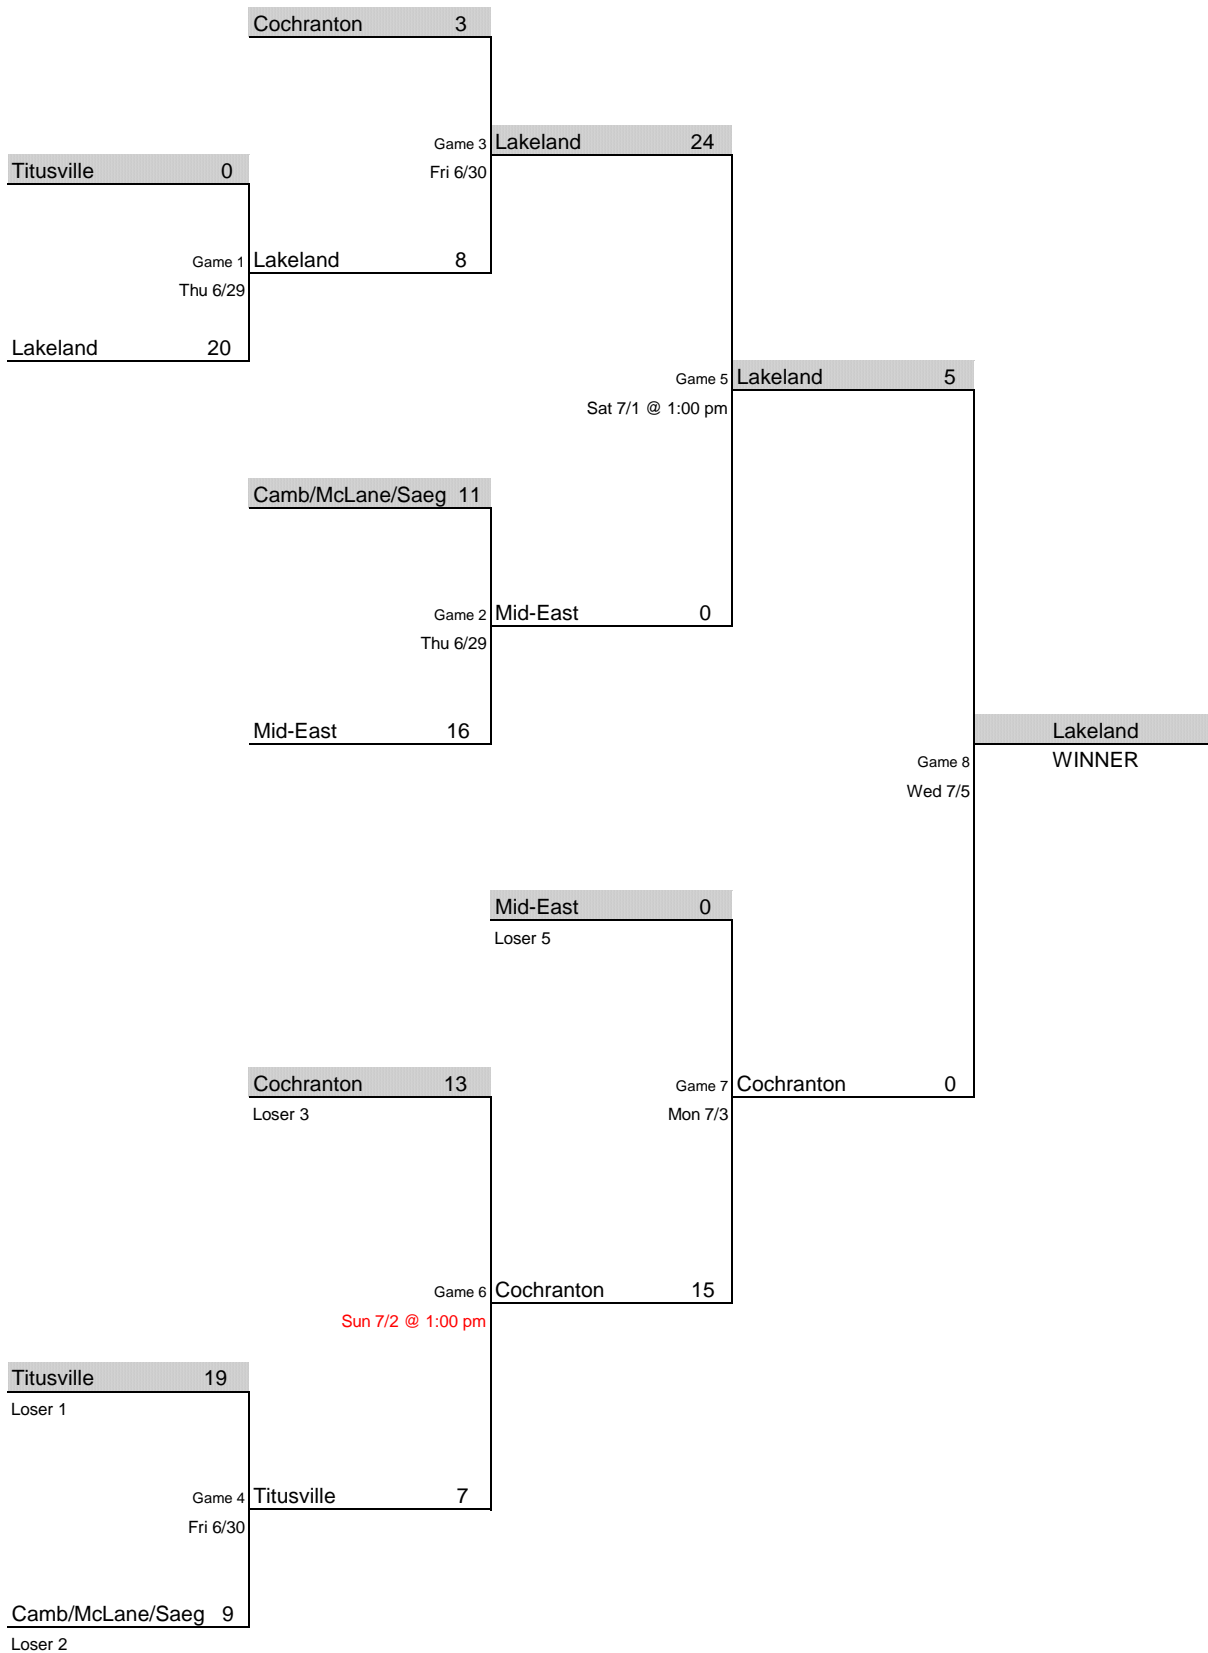 Cochranton 3
Game 3 Lakeland 24
Titusville 0
Fri 6/30
Game 1 Lakeland 8
Thu 6/29
Lakeland 20
Game 5 Lakeland 5
Sat 7/1 @ 1:00 pm
Camb/McLane/Saeg 11
Game 2 Mid-East 0
Thu 6/29
Mid-East 16
Lakeland
Game 8 WINNER
Wed 7/5
Mid-East 0
Loser 5
Cochranton 13
Game 7 Cochranton 0
Loser 3
Mon 7/3
Game 6 Cochranton 15
Sun 7/2 @ 1:00 pm
Titusville 19
Loser 1
Game 4 Titusville 7
Fri 6/30
Camb/McLane/Saeg 9
Loser 2